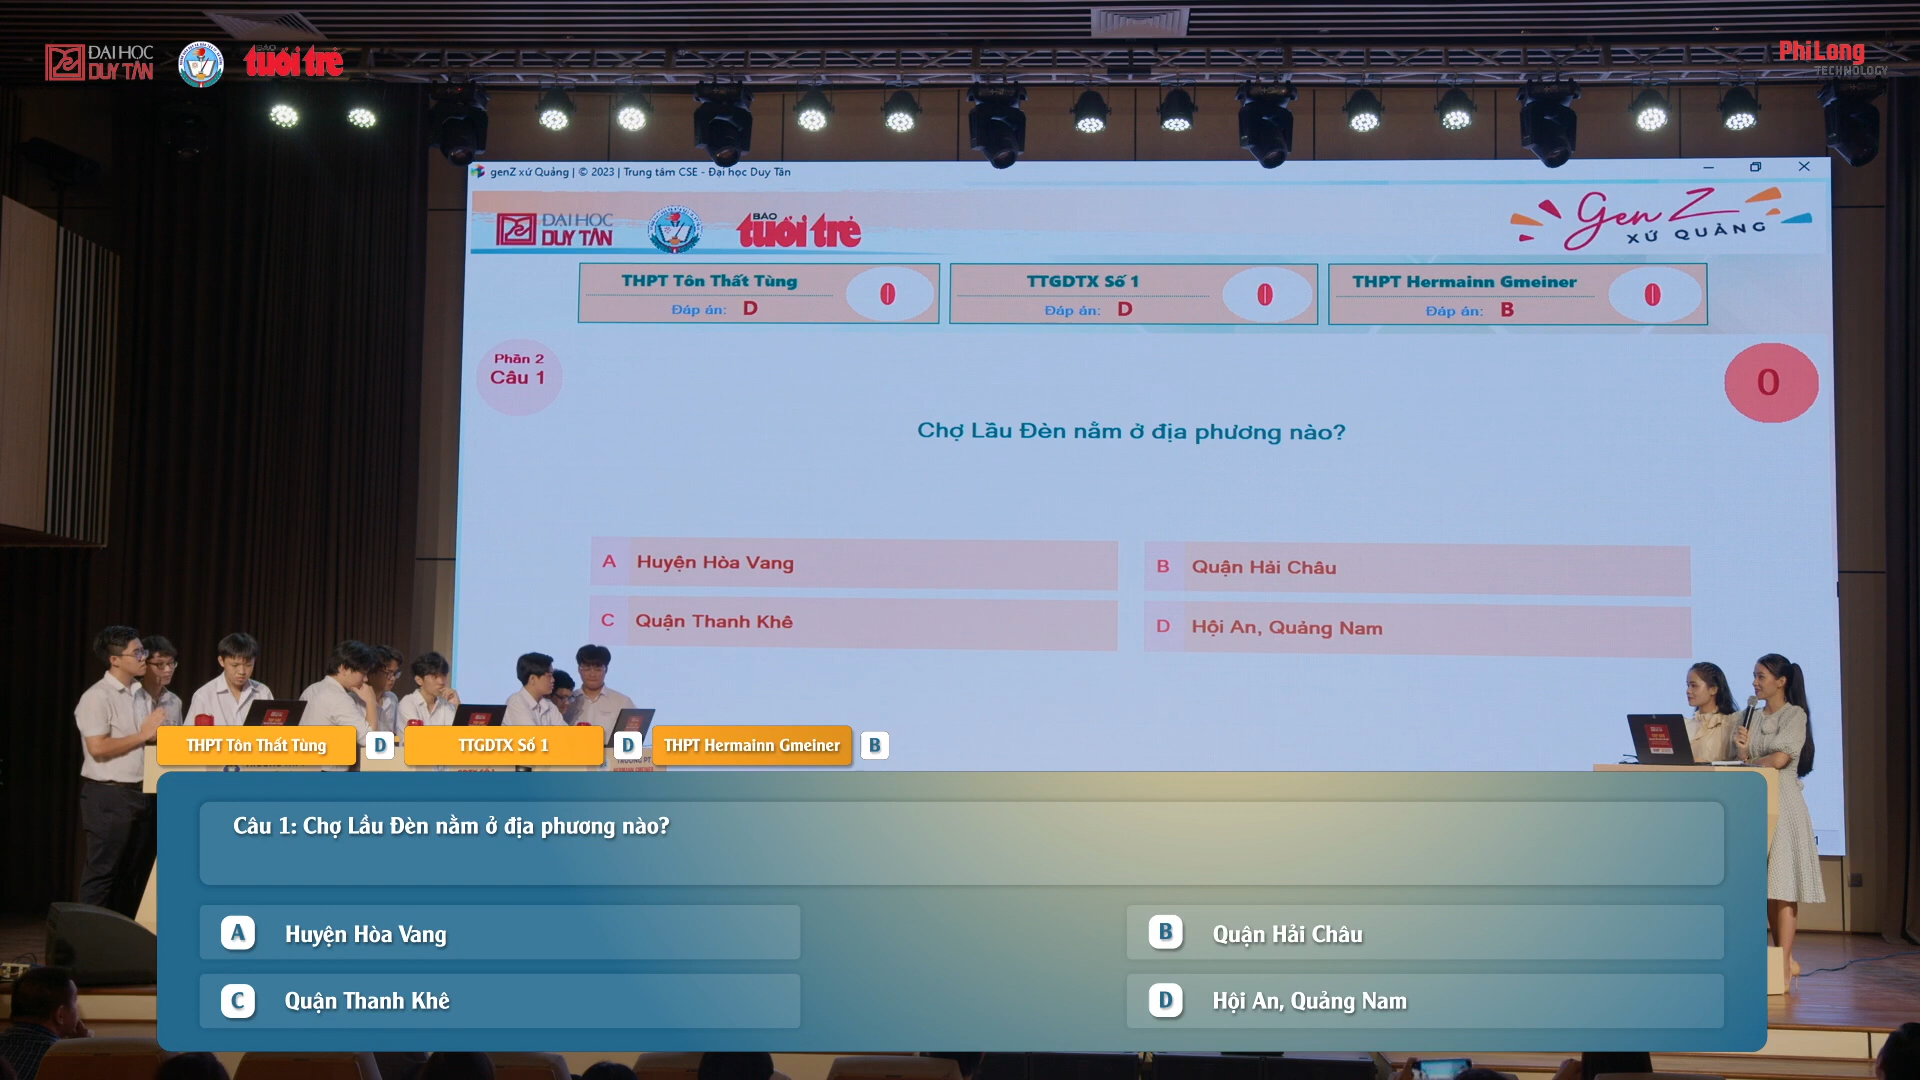 ĐẠI HỌC
DUY TÂN
BÁO
tuổi trẻ
PhiLong
TECHNOLOGY
genZ xứ Quảng | © 2023 | Trung tâm CSE - Đại học Duy Tân
ĐẠI HỌC
DUY TÂN
BÁO
tuổi trẻ
Gen Z
XỨ QUẢNG
THPT Tôn Thất Tùng
Đáp án: D
0
TTGDTX Số 1
Đáp án: D
0
THPT Hermainn Gmeiner
Đáp án: B
0
Phần 2
Câu 1
0
Chợ Lầu Đèn nằm ở địa phương nào?
A Huyện Hòa Vang
B Quận Hải Châu
C Quận Thanh Khê
D Hội An, Quảng Nam
THPT Tôn Thất Tùng D
TTGDTX Số 1 D
THPT Hermainn Gmeiner B
Câu 1: Chợ Lầu Đèn nằm ở địa phương nào?
A Huyện Hòa Vang
B Quận Hải Châu
C Quận Thanh Khê
D Hội An, Quảng Nam